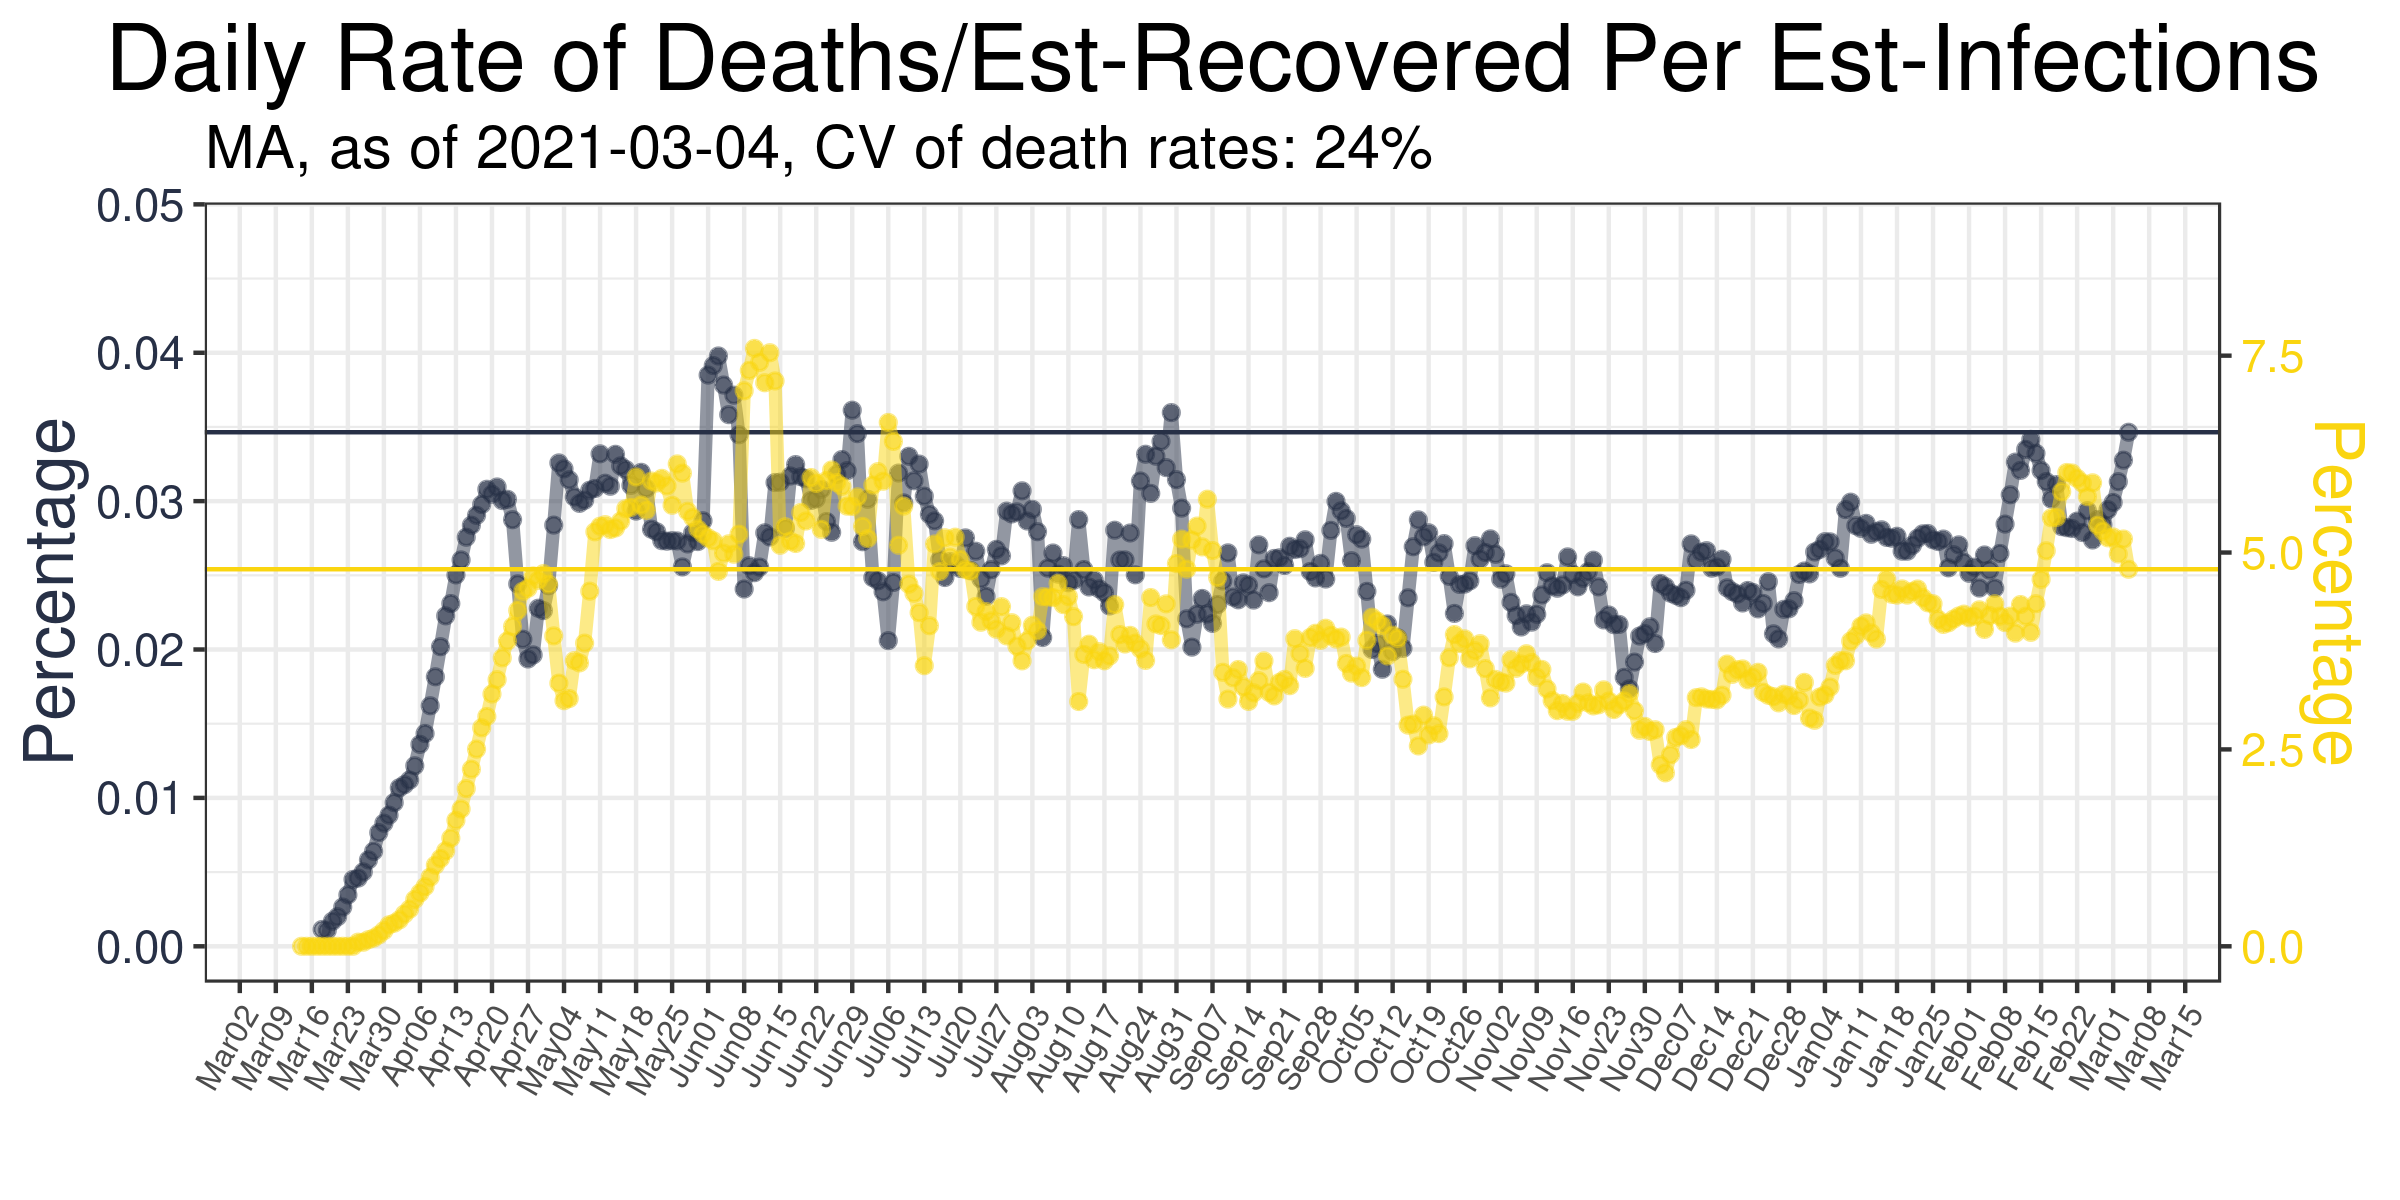 Daily Rate of Deaths/Est-Recovered Per Est-Infections
MA, as of 2021-03-04, CV of death rates: 24%
0.05
0.04
0.03
0.02
0.01
0.00
Percentage
7.5
5.0
2.5
0.0
Percentage
Mar02
Mar09
Mar16
Mar23
Mar30
Apr06
Apr13
Apr20
Apr27
May04
May11
May18
May25
Jun01
Jun08
Jun15
Jun22
Jun29
Jul06
Jul13
Jul20
Jul27
Aug03
Aug10
Aug17
Aug24
Aug31
Sep07
Sep14
Sep21
Sep28
Oct05
Oct12
Oct19
Oct26
Nov02
Nov09
Nov16
Nov23
Nov30
Dec07
Dec14
Dec21
Dec28
Jan04
Jan11
Jan18
Jan25
Feb01
Feb08
Feb15
Feb22
Mar01
Mar08
Mar15